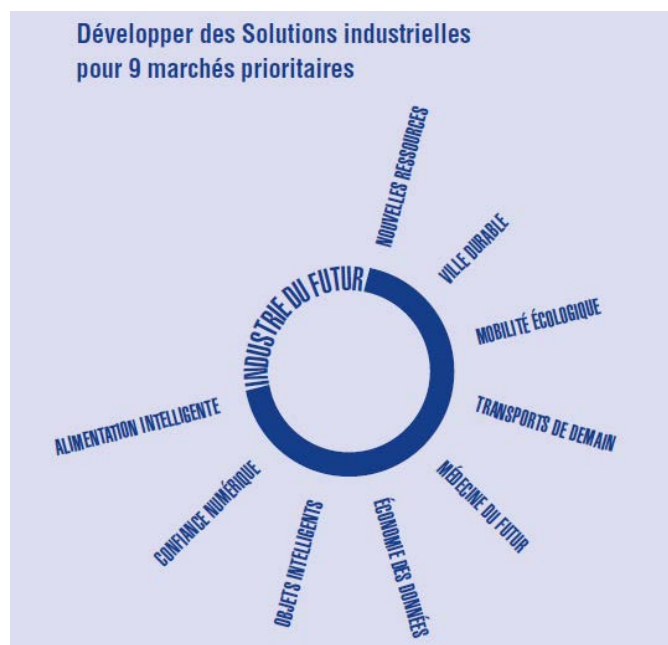 Développer des Solutions industrielles
pour 9 marchés prioritaires
INDUSTRIE DU FUTUR
NOUVELLES RESSOURCES
VILLE DURABLE
MOBILITÉ ÉCOLOGIQUE
TRANSPORTS DE DEMAIN
MÉDECINE DU FUTUR
ÉCONOMIE DES DONNÉES
OBJETS INTELLIGENTS
CONFIANCE NUMÉRIQUE
ALIMENTATION INTELLIGENTE